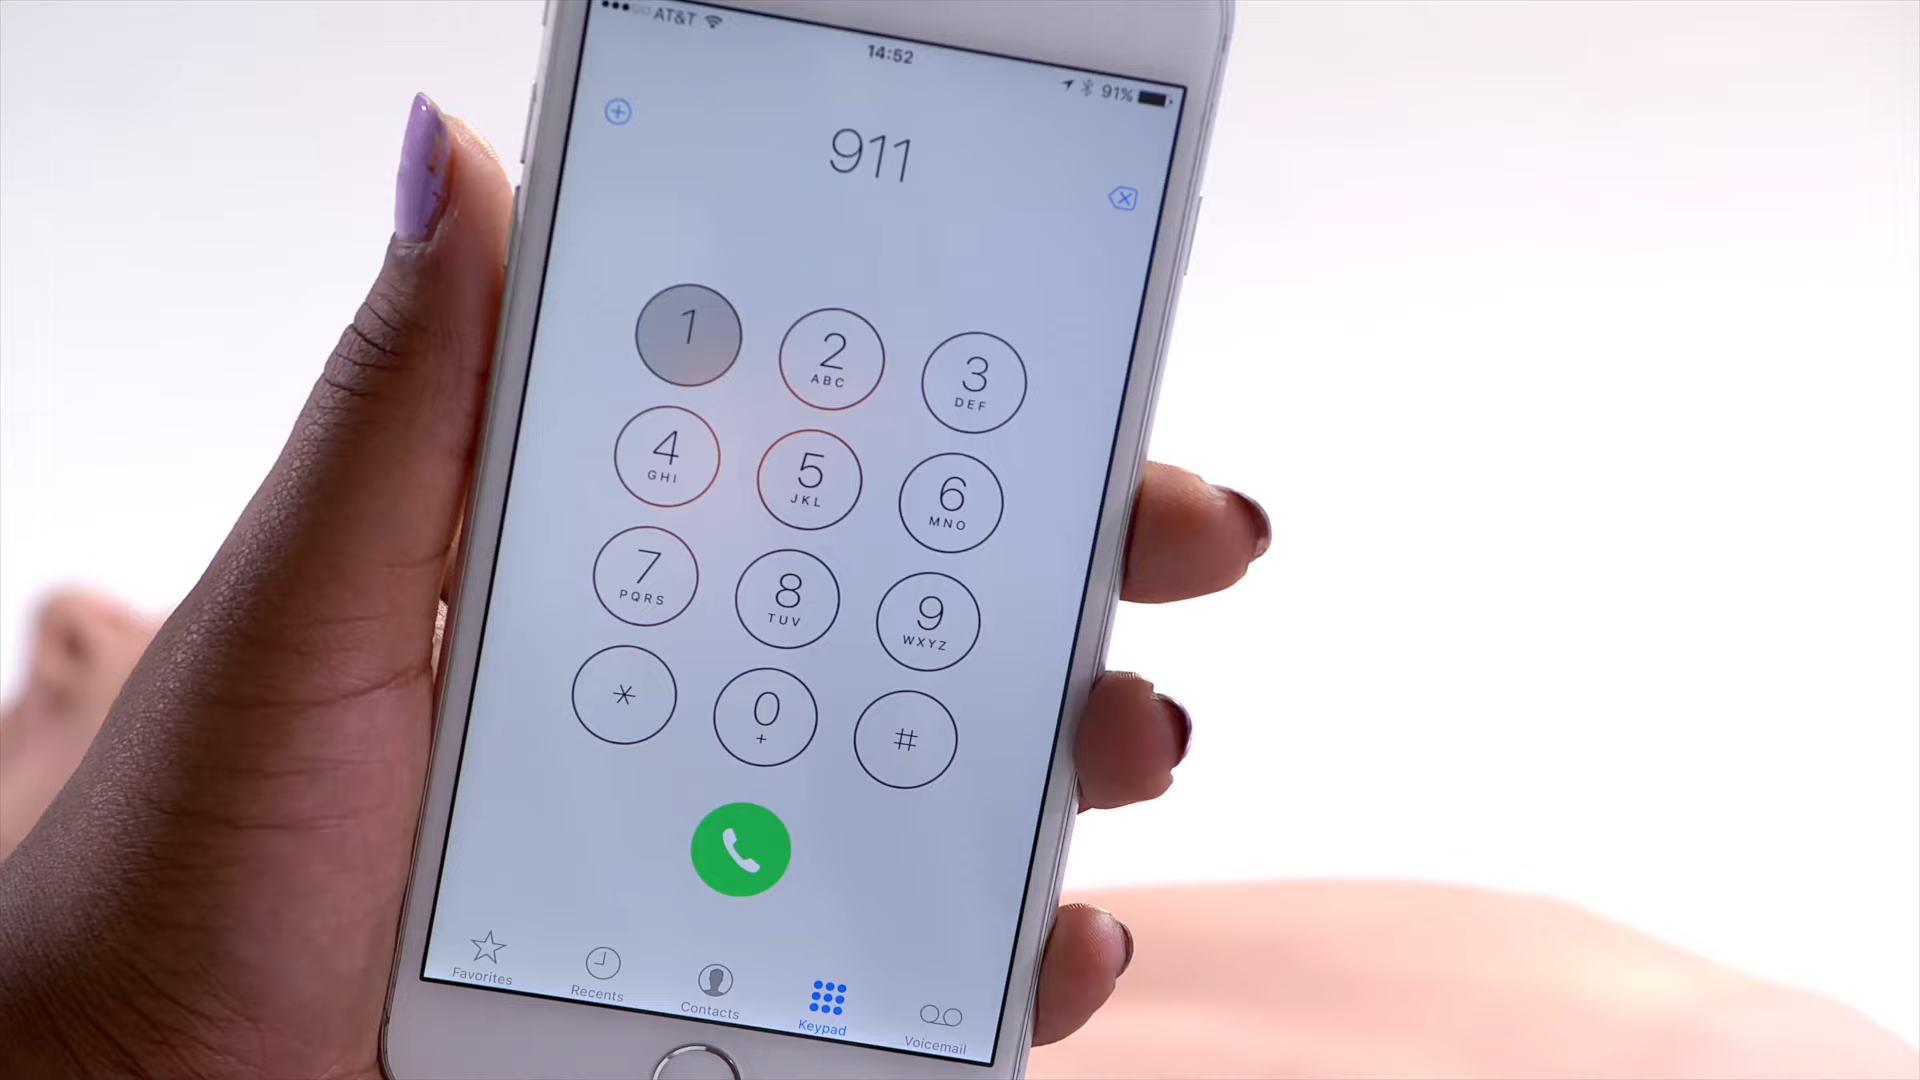 AT&T
14:52
91%
911
1
2
ABC
3
DEF
4
GHI
5
JKL
6
MNO
7
PQRS
8
TUV
9
WXYZ
*
0
+
#
Favorites
Recents
Contacts
Keypad
Voicemail